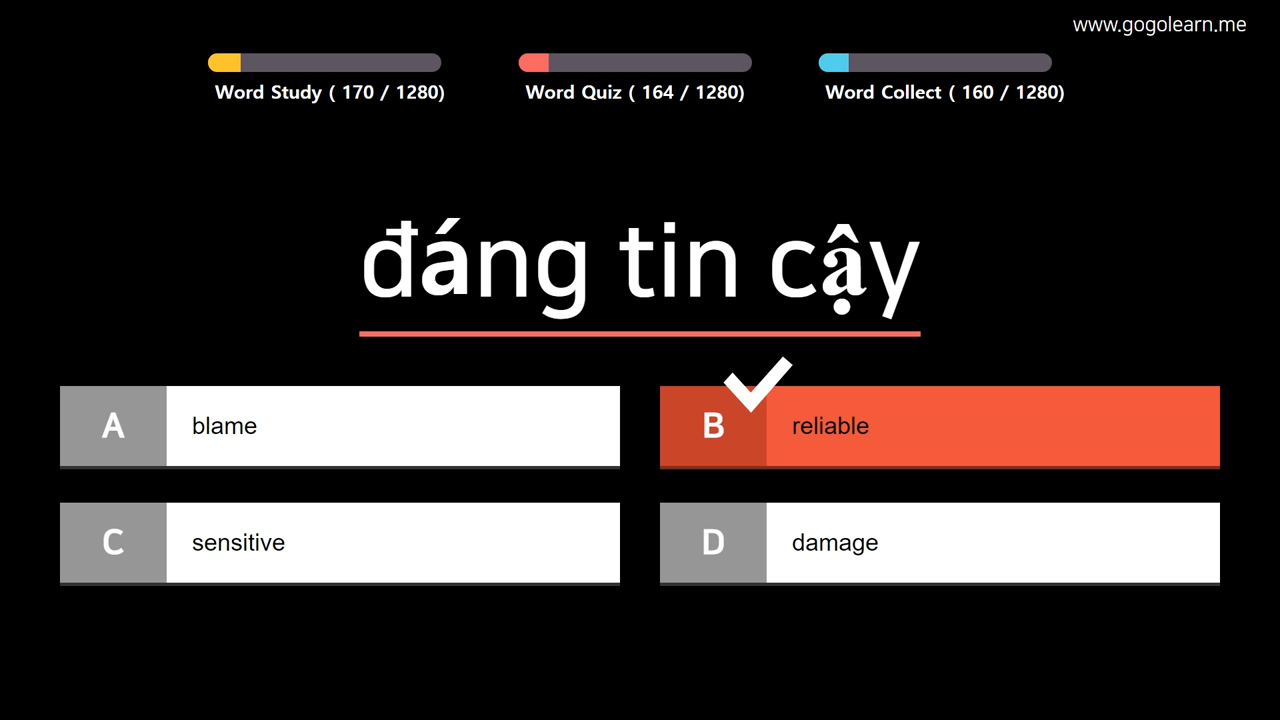 www.gogolearn.me
Word Study ( 170 / 1280)
Word Quiz ( 164 / 1280)
Word Collect ( 160 / 1280)
đáng tin cậy
A
blame
B
reliable
C
sensitive
D
damage